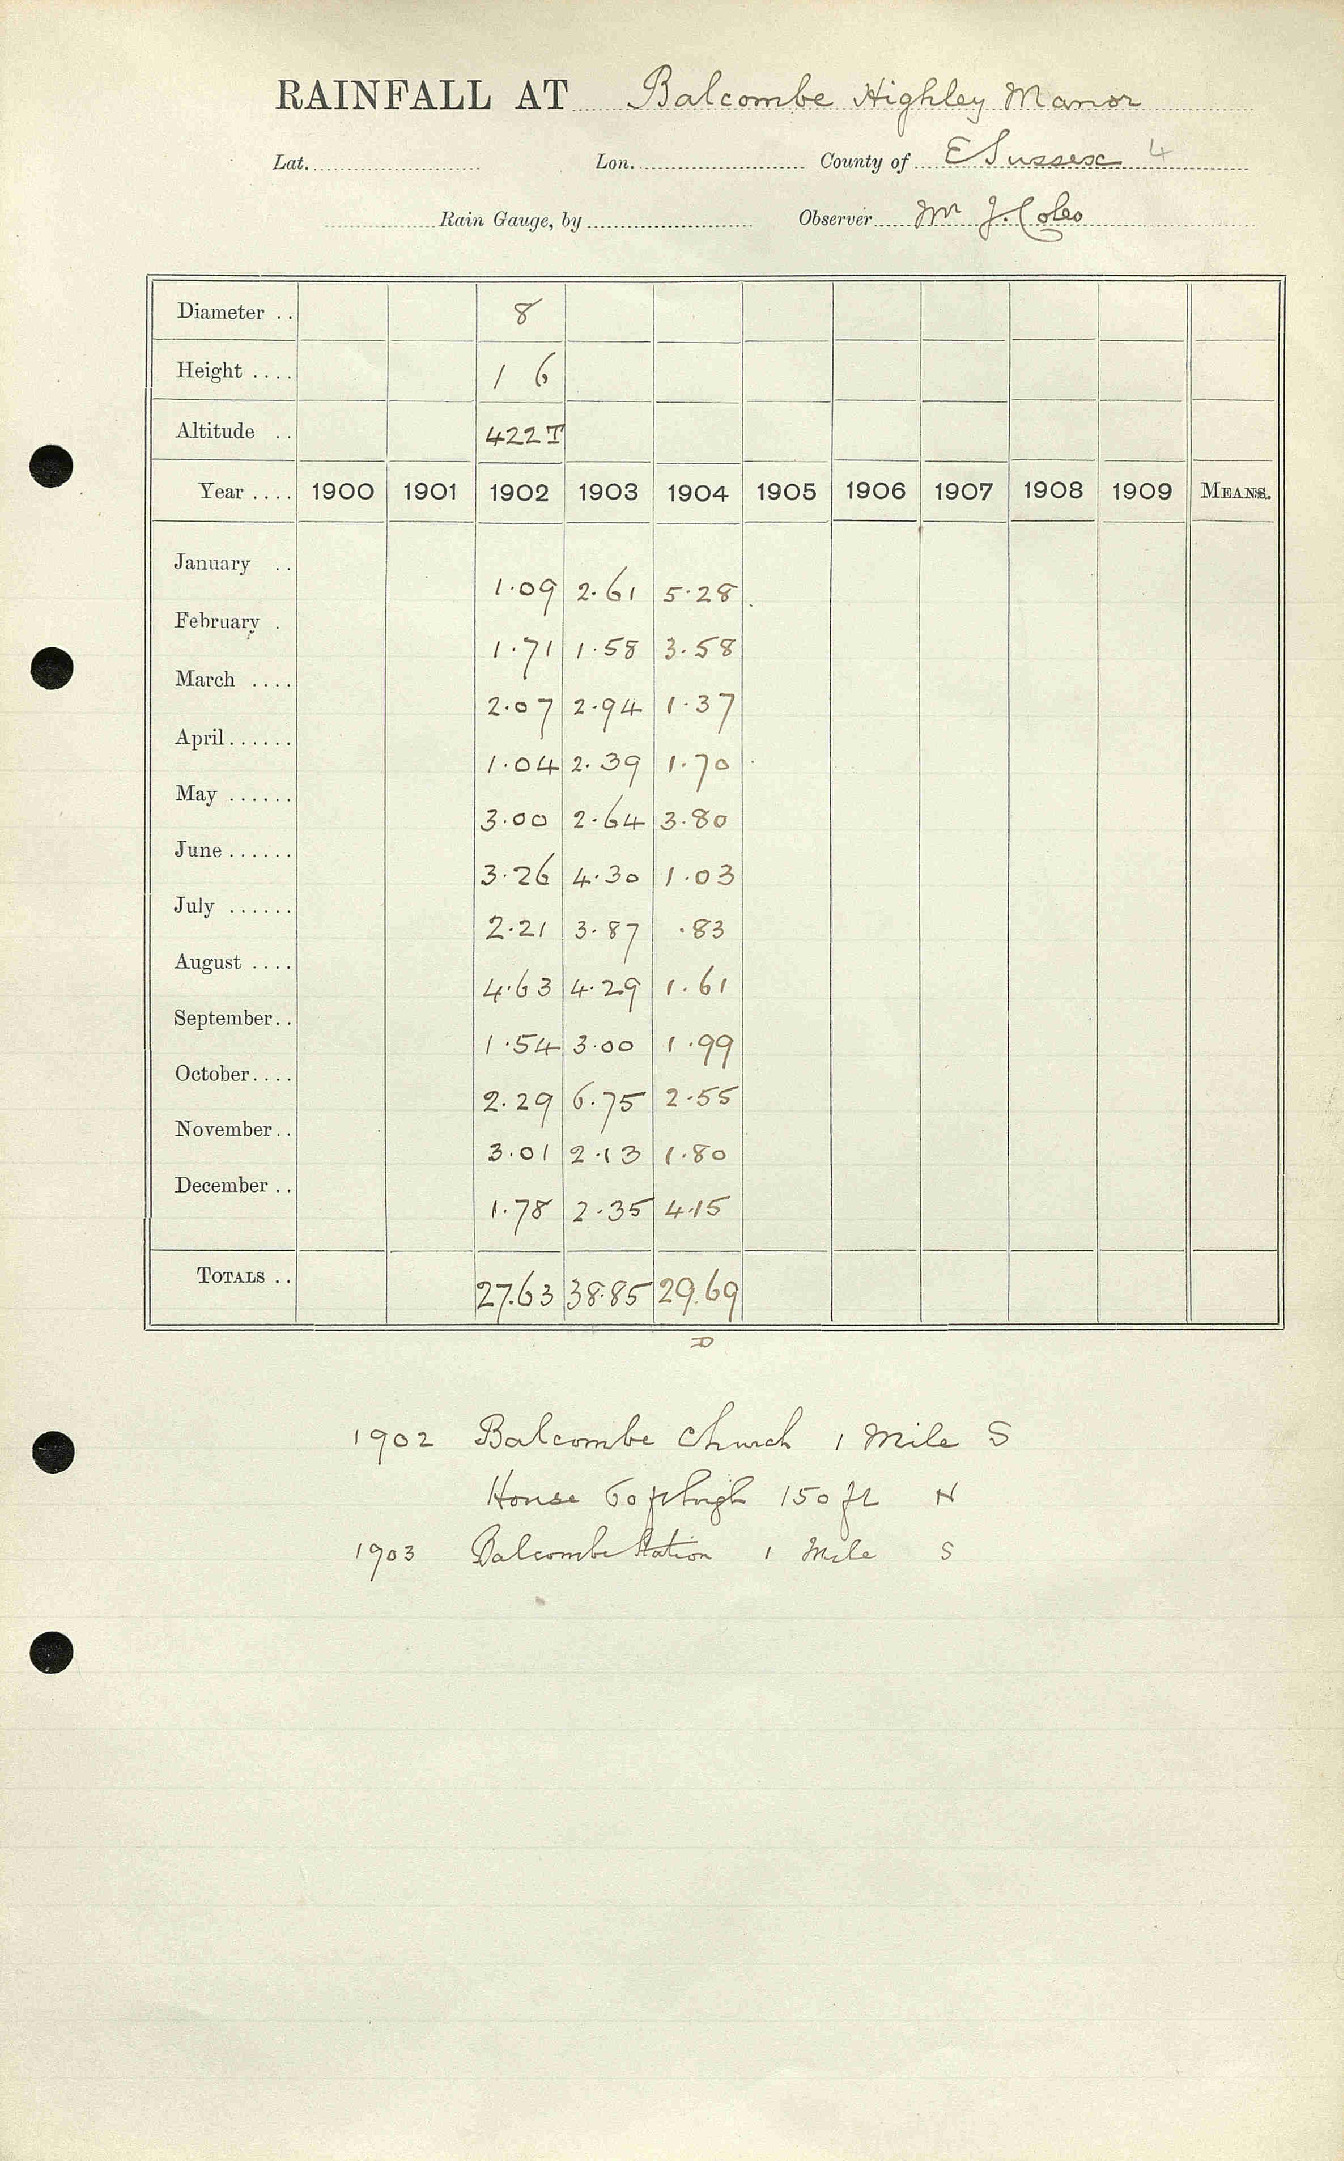 RAINFALL AT Balcombe Highley Manor
Lat. Lon. County of E Sussex 4
Rain Gauge, by Observer Mr J. Coles
Diameter .. 8
Height .... 1 6
Altitude .. 422 T
Year .... 1900 1901 1902 1903 1904 1905 1906 1907 1908 1909 MEANS.
January .. 1.09 2.61 5.28
February . 1.71 1.58 3.58
March .... 2.07 2.94 1.37
April...... 1.04 2.39 1.70
May ...... 3.00 2.64 3.80
June ...... 3.26 4.30 1.03
July ...... 2.21 3.87 .83
August .... 4.63 4.29 1.61
September.. 1.54 3.00 1.99
October.... 2.29 6.75 2.55
November.. 3.01 2.13 1.80
December .. 1.78 2.35 4.15
TOTALS .. 27.63 38.85 29.69
D
1902 Balcombe Church 1 Mile S
House 60 ft high 150 ft N
1903 Balcombe Station 1 Mile S